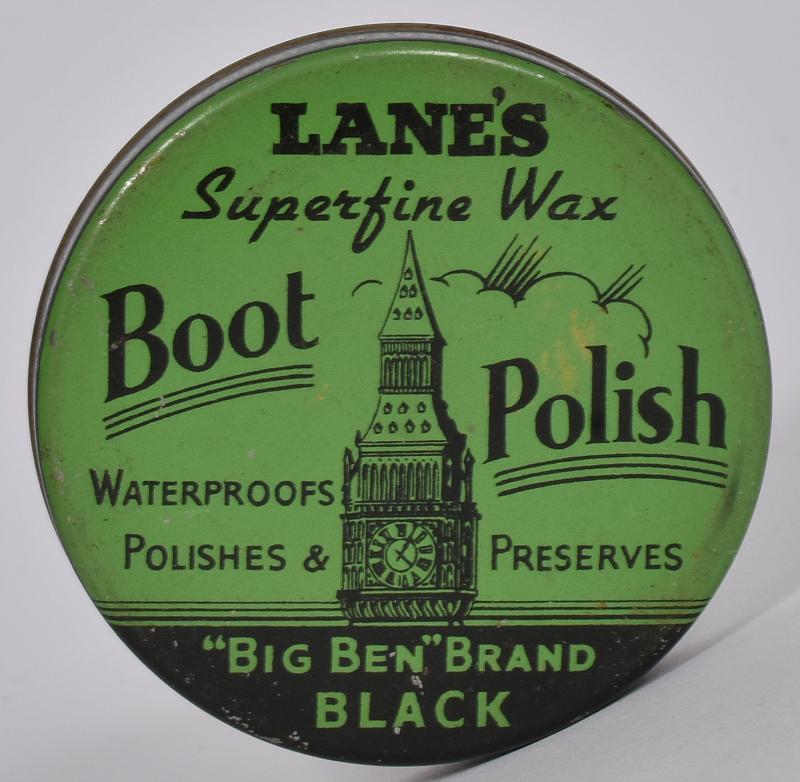 LANE'S
Superfine Wax
Boot
Polish
WATERPROOFS
POLISHES & PRESERVES
"BIG BEN" BRAND
BLACK